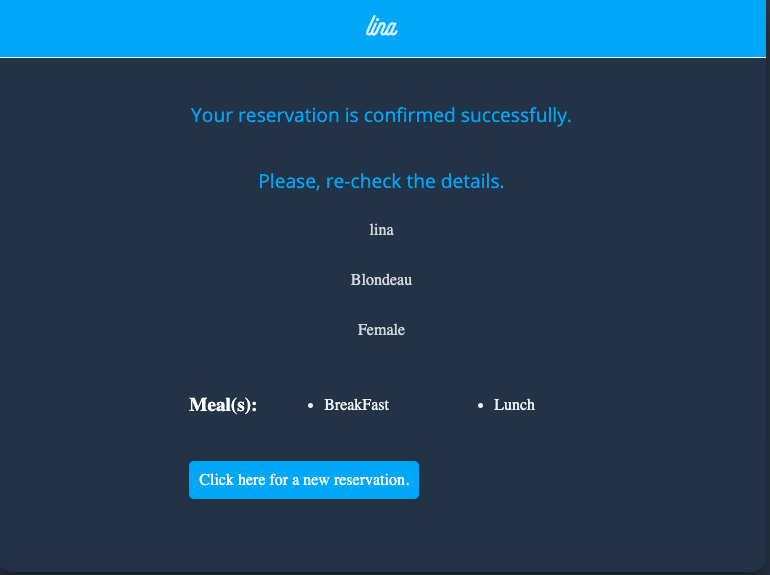 lina
Your reservation is confirmed successfully.
Please, re-check the details.
lina
Blondeau
Female
Meal(s): • BreakFast • Lunch
Click here for a new reservation.